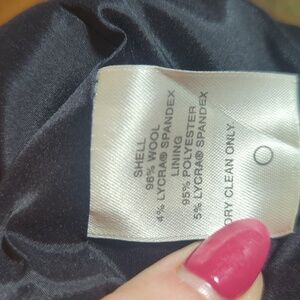 SHELL
96% WOOL
4% LYCRA® SPANDEX
LINING
95% POLYESTER
5% LYCRA® SPANDEX
DRY CLEAN ONLY